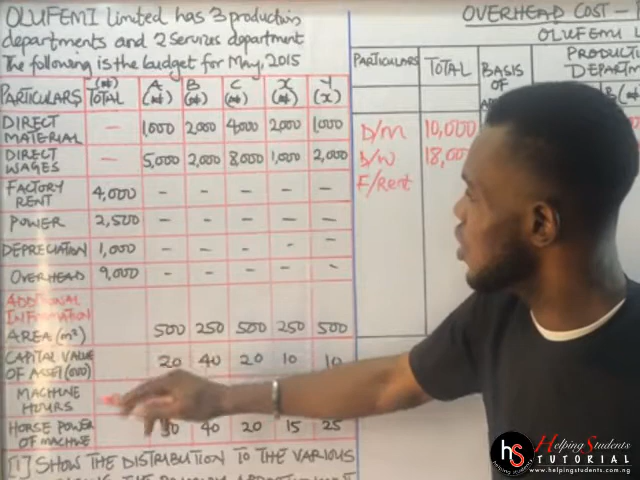 OLUFEMI Limited has 3 production
departments and 2 Services department
The following is the budget for May, 2015
PARTICULARS (₦) TOTAL A (₦) B (₦) C (₦) X (₦) Y (X)
DIRECT MATERIAL - 1,000 2,000 4,000 2,000 1,000
DIRECT WAGES - 5,000 2,000 8,000 1,000 2,000
FACTORY RENT 4,000 - - - - -
POWER 2,500 - - - - -
DEPRECIATION 1,000 - - - - -
OVERHEAD 9,000 - - - - -
ADDITIONAL INFORMATION
AREA (m²) 500 250 500 250 500
CAPITAL VALUE OF ASSET (000) 20 40 20 10 10
MACHINE HOURS
HORSE POWER OF MACHINE 30 40 20 15 25
[1] SHOW THE DISTRIBUTION TO THE VARIOUS
OVERHEAD COST -
OLUFEMI L
PARTICULARS TOTAL BASIS OF
D/M 10,000
D/W 18,00
F/Rent
hS Helping Students
TUTORIAL
www.helpingstudents.com.ng